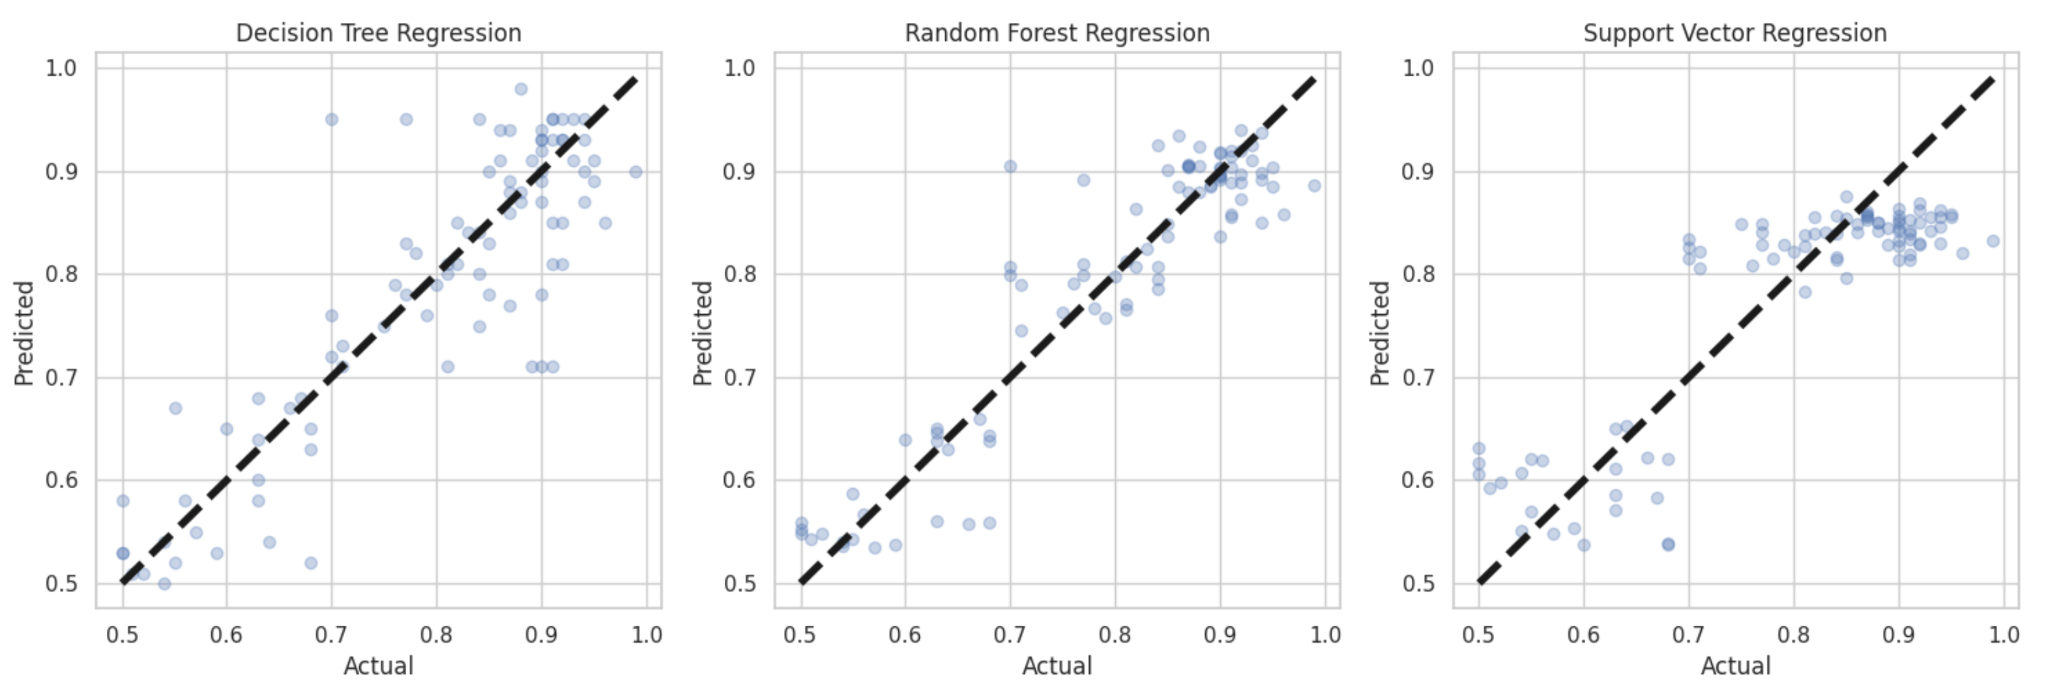 Decision Tree Regression
1.0
0.9
0.8
0.7
0.6
0.5
Predicted
0.5 0.6 0.7 0.8 0.9 1.0
Actual
Random Forest Regression
1.0
0.9
0.8
0.7
0.6
0.5
Predicted
0.5 0.6 0.7 0.8 0.9 1.0
Actual
Support Vector Regression
1.0
0.9
0.8
0.7
0.6
0.5
Predicted
0.5 0.6 0.7 0.8 0.9 1.0
Actual